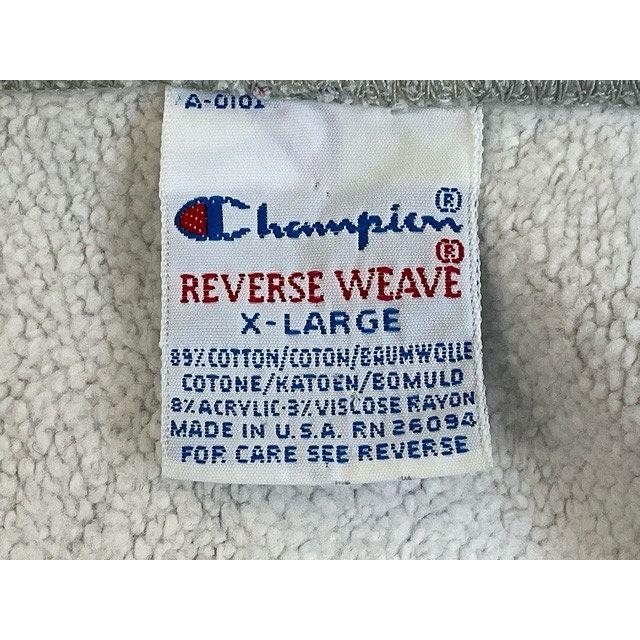 A-0101
Champion®
®
REVERSE WEAVE
X-LARGE
89% COTTON/COTON/BAUMWOLLE
COTONE/KATOEN/BOMULD
8% ACRYLIC-3% VISCOSE RAYON
MADE IN U.S.A. RN 26094
FOR CARE SEE REVERSE